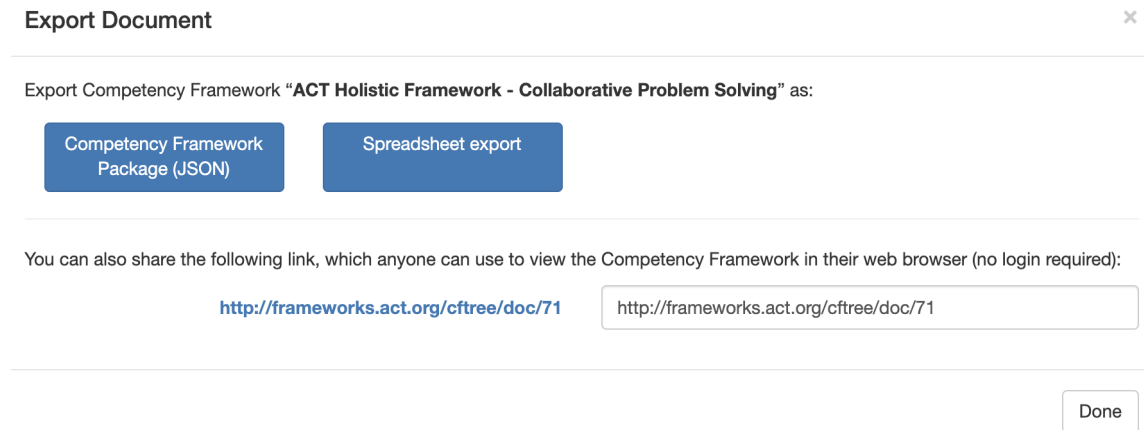 Export Document
×
Export Competency Framework “ACT Holistic Framework - Collaborative Problem Solving” as:
Competency Framework
Package (JSON)
Spreadsheet export
You can also share the following link, which anyone can use to view the Competency Framework in their web browser (no login required):
http://frameworks.act.org/cftree/doc/71
http://frameworks.act.org/cftree/doc/71
Done